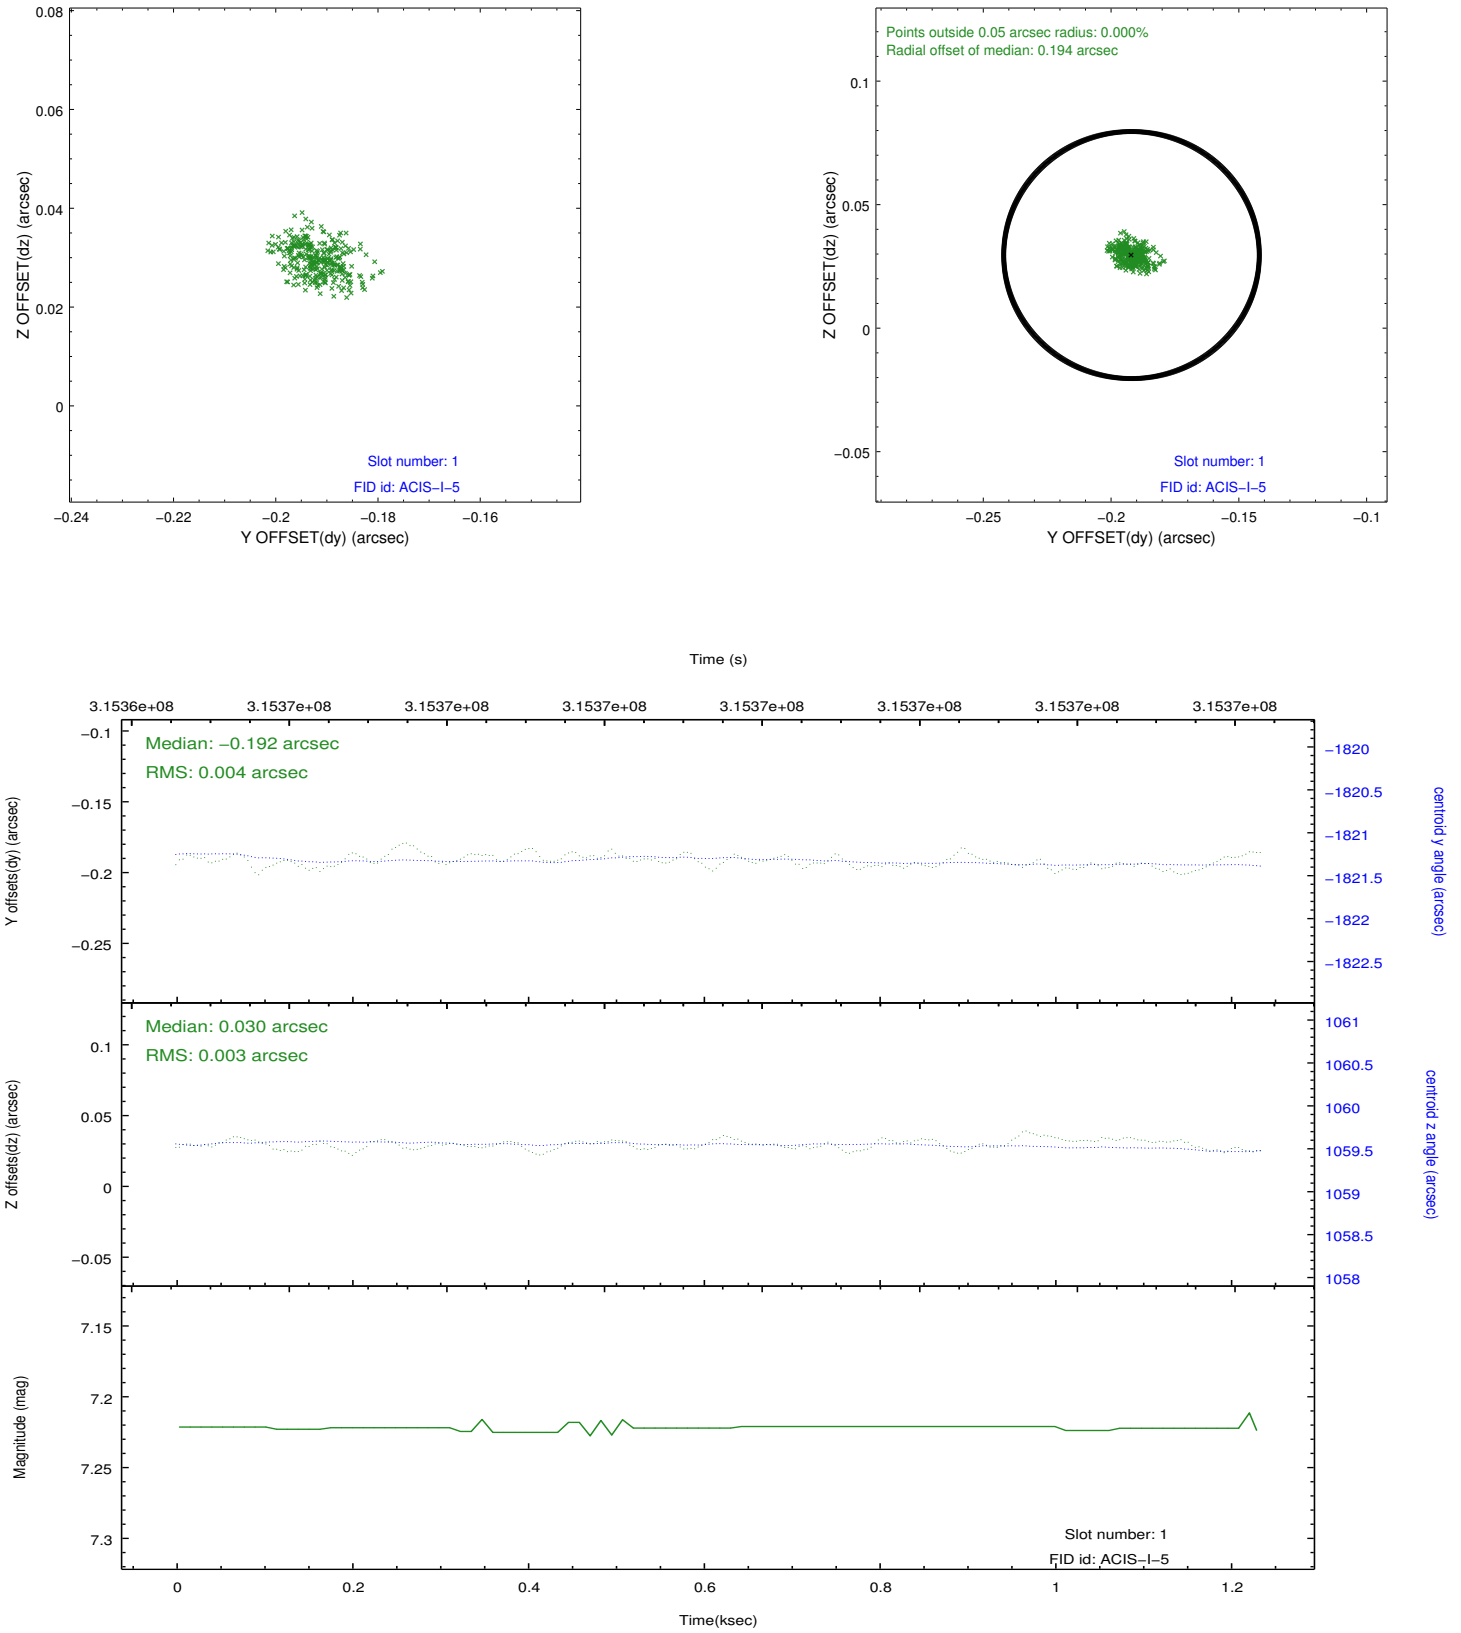 0.08
0.06
0.04
0.02
0
Z OFFSET(dz) (arcsec)
Slot number: 1
FID id: ACIS−I−5
−0.24 −0.22 −0.2 −0.18 −0.16
Y OFFSET(dy) (arcsec)
Points outside 0.05 arcsec radius: 0.000%
Radial offset of median: 0.194 arcsec
0.1
0.05
0
−0.05
Z OFFSET(dz) (arcsec)
Slot number: 1
FID id: ACIS−I−5
−0.25 −0.2 −0.15 −0.1
Y OFFSET(dy) (arcsec)
Time (s)
3.1536e+08 3.1537e+08 3.1537e+08 3.1537e+08 3.1537e+08 3.1537e+08 3.1537e+08 3.1537e+08
Median: −0.192 arcsec
RMS: 0.004 arcsec
−0.1
−0.15
−0.2
−0.25
Y offsets(dy) (arcsec)
−1820
−1820.5
−1821
−1821.5
−1822
−1822.5
centroid y angle (arcsec)
Median: 0.030 arcsec
RMS: 0.003 arcsec
0.1
0.05
0
−0.05
Z offsets(dz) (arcsec)
1061
1060.5
1060
1059.5
1059
1058.5
1058
centroid z angle (arcsec)
7.15
7.2
7.25
7.3
Magnitude (mag)
Slot number: 1
FID id: ACIS−I−5
0 0.2 0.4 0.6 0.8 1 1.2
Time(ksec)